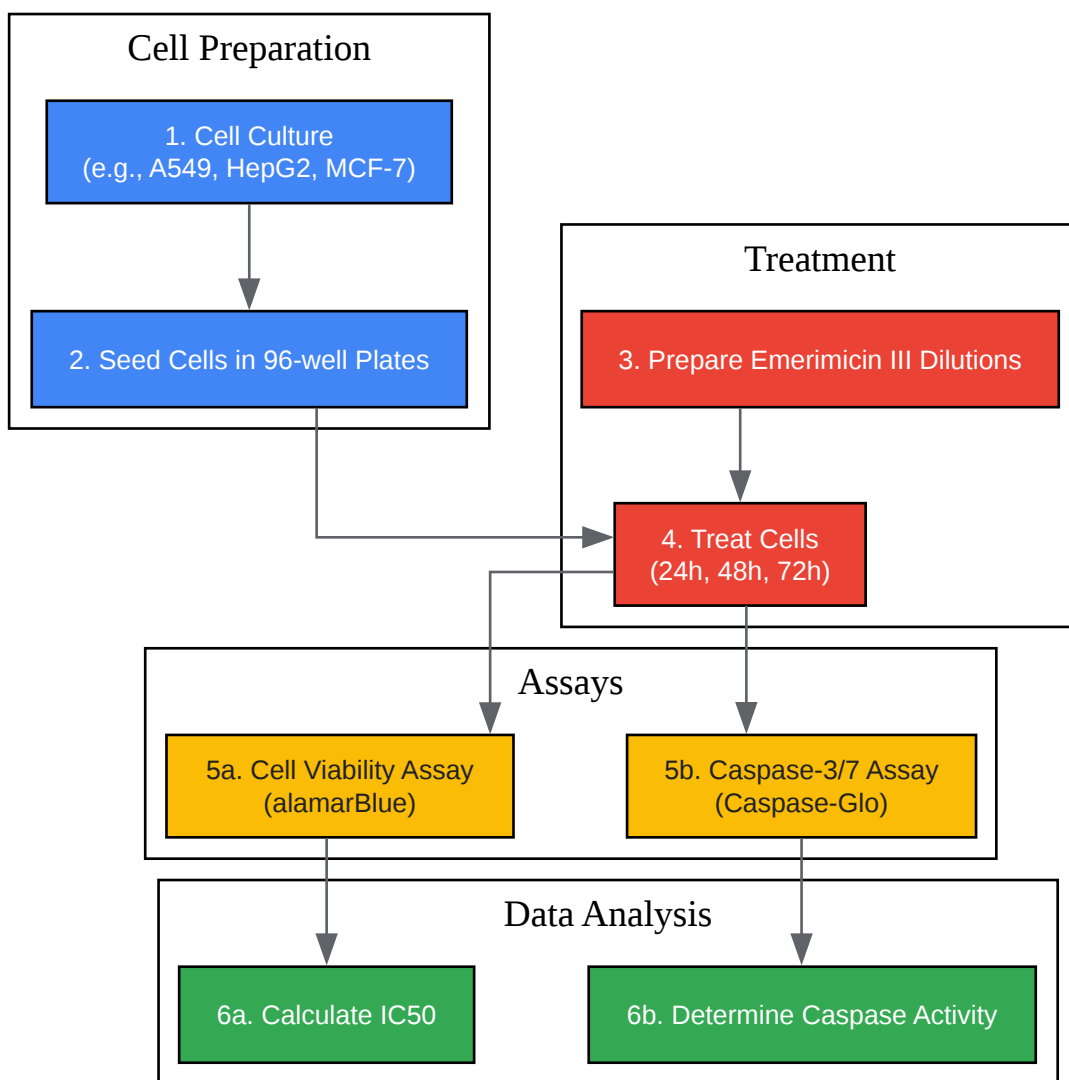 Cell Preparation
1. Cell Culture
(e.g., A549, HepG2, MCF-7)
2. Seed Cells in 96-well Plates
Treatment
3. Prepare Emerimicin III Dilutions
4. Treat Cells
(24h, 48h, 72h)
Assays
5a. Cell Viability Assay
(alamarBlue)
5b. Caspase-3/7 Assay
(Caspase-Glo)
Data Analysis
6a. Calculate IC50
6b. Determine Caspase Activity